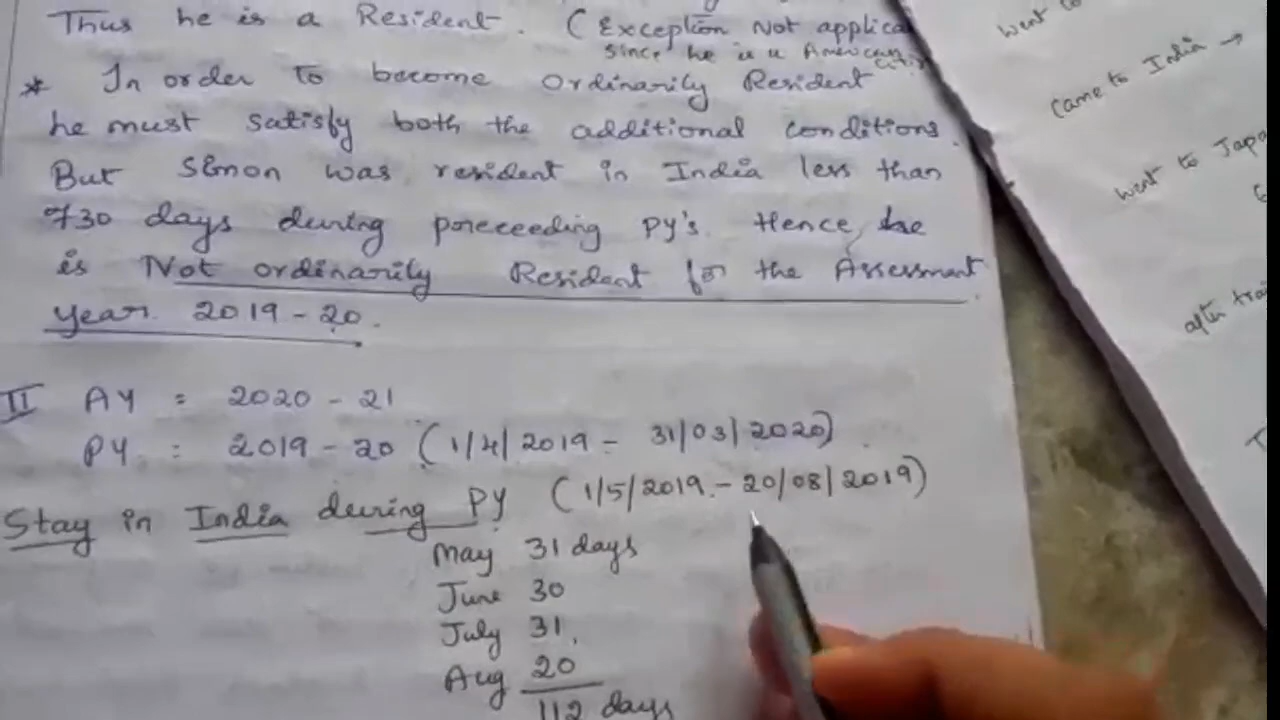 Thus he is a Resident. (Exception Not applica
since he is a American
* In order to become Ordinarily Resident
he must satisfy both the additional conditions.
But Simon was resident in India less than
730 days during preceeding PY's. Hence, he
is Not ordinarily Resident for the Assessment
year 2019-20.
II AY = 2020-21
PY = 2019-20 (1/4/2019 - 31/03/2020)
Stay in India during PY (1/5/2019 - 20/08/2019)
May 31 days
June 30
July 31
Aug 20
112 days
went to
came to India →
went to Japa
after trai